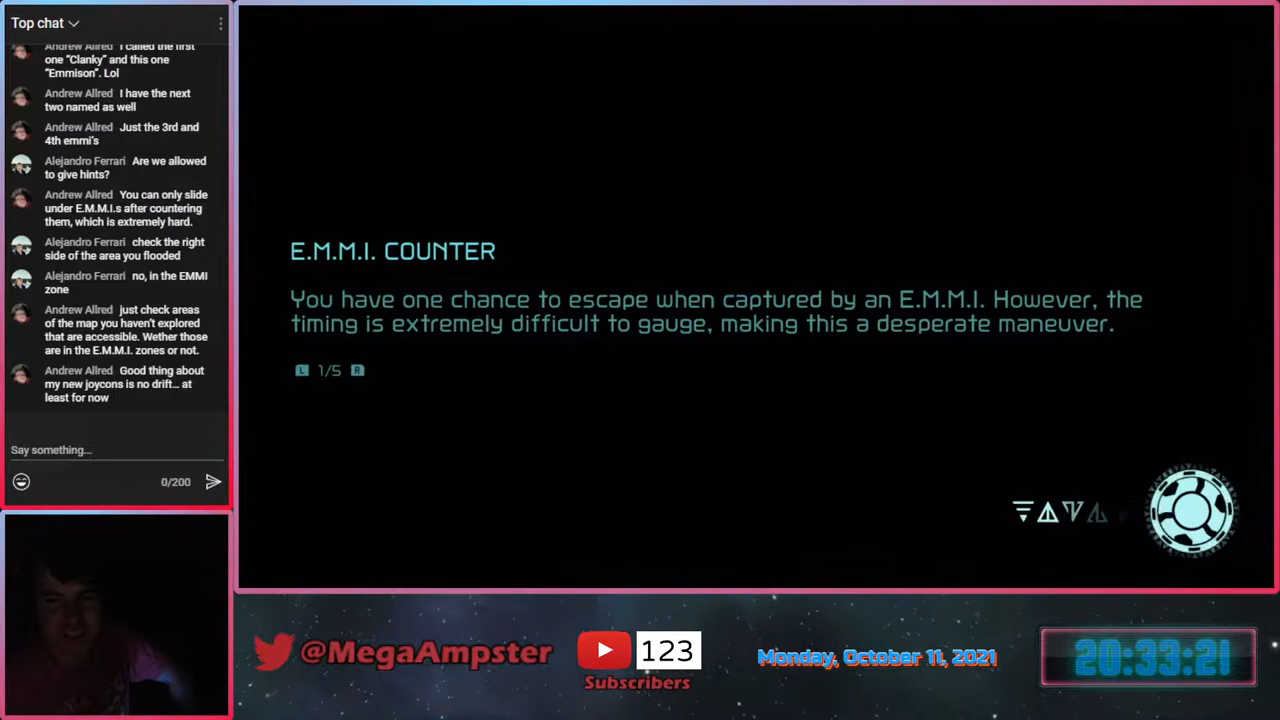 Top chat
Andrew Allred I called the first
one “Clanky” and this one
“Emmison”. Lol
Andrew Allred I have the next
two named as well
Andrew Allred Just the 3rd and
4th emmi's
Alejandro Ferrari Are we allowed
to give hints?
Andrew Allred You can only slide
under E.M.M.I.s after countering
them, which is extremely hard.
Alejandro Ferrari check the right
side of the area you flooded
Alejandro Ferrari no, in the EMMI
zone
Andrew Allred just check areas
of the map you haven't explored
that are accessible. Wether those
are in the E.M.M.I. zones or not.
Andrew Allred Good thing about
my new joycons is no drift… at
least for now
Say something...
0/200
E.M.M.I. COUNTER
You have one chance to escape when captured by an E.M.M.I. However, the
timing is extremely difficult to gauge, making this a desperate maneuver.
L 1/5 R
@MegaAmpster
123
Subscribers
Monday, October 11, 2021
20:33:21